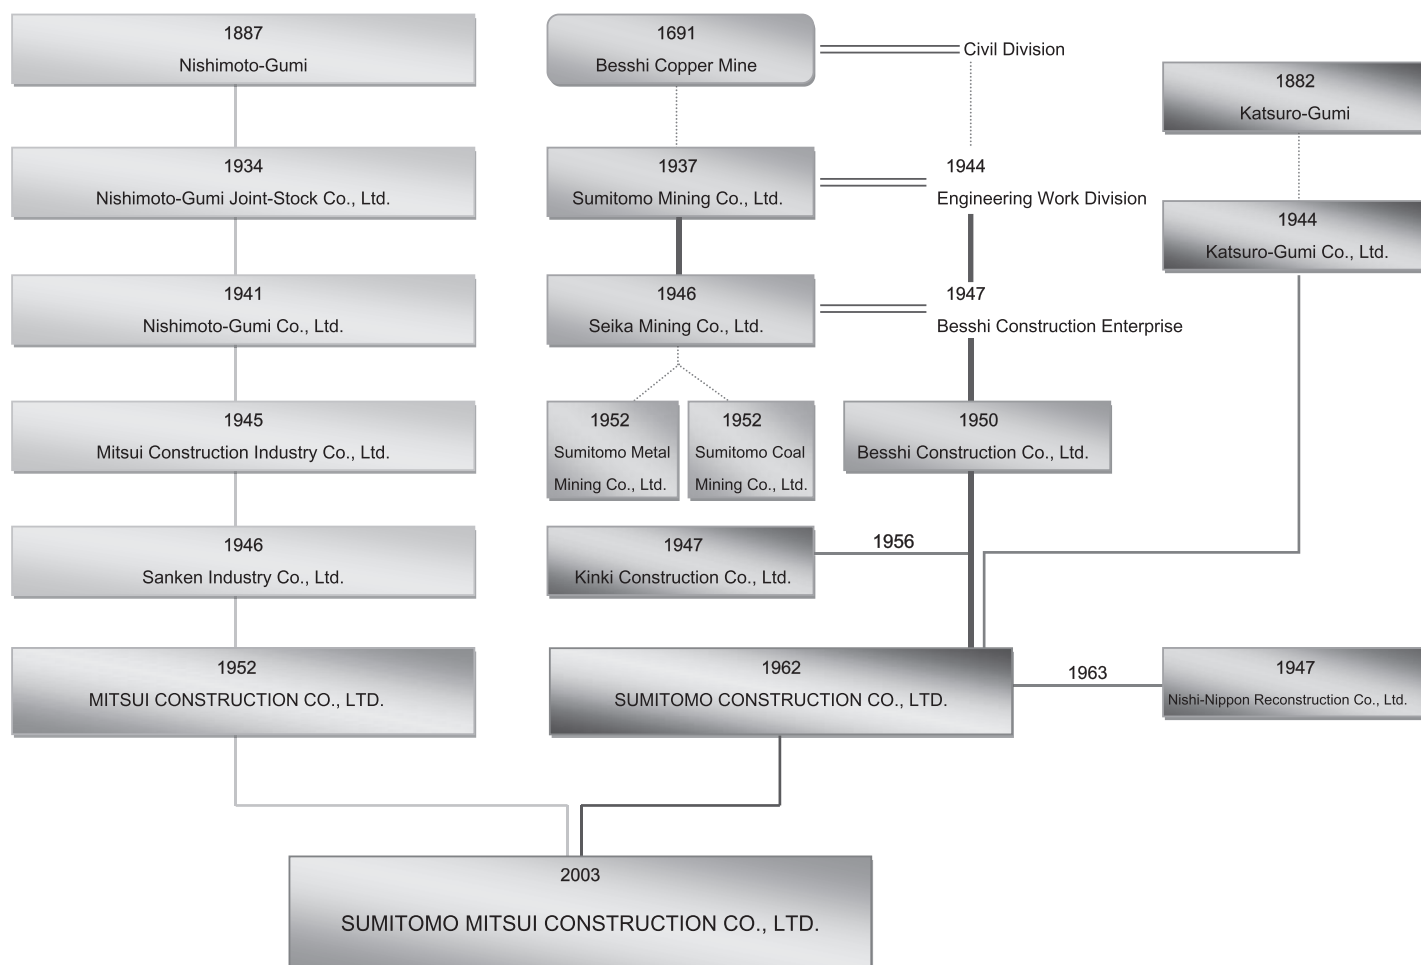 1887
Nishimoto-Gumi
1934
Nishimoto-Gumi Joint-Stock Co., Ltd.
1941
Nishimoto-Gumi Co., Ltd.
1945
Mitsui Construction Industry Co., Ltd.
1946
Sanken Industry Co., Ltd.
1952
MITSUI CONSTRUCTION CO., LTD.
1691
Besshi Copper Mine
Civil Division
1937
Sumitomo Mining Co., Ltd.
1944
Engineering Work Division
1946
Seika Mining Co., Ltd.
1947
Besshi Construction Enterprise
1952
Sumitomo Metal
Mining Co., Ltd.
1952
Sumitomo Coal
Mining Co., Ltd.
1950
Besshi Construction Co., Ltd.
1947
Kinki Construction Co., Ltd.
1956
1882
Katsuro-Gumi
1944
Katsuro-Gumi Co., Ltd.
1962
SUMITOMO CONSTRUCTION CO., LTD.
1963
1947
Nishi-Nippon Reconstruction Co., Ltd.
2003
SUMITOMO MITSUI CONSTRUCTION CO., LTD.